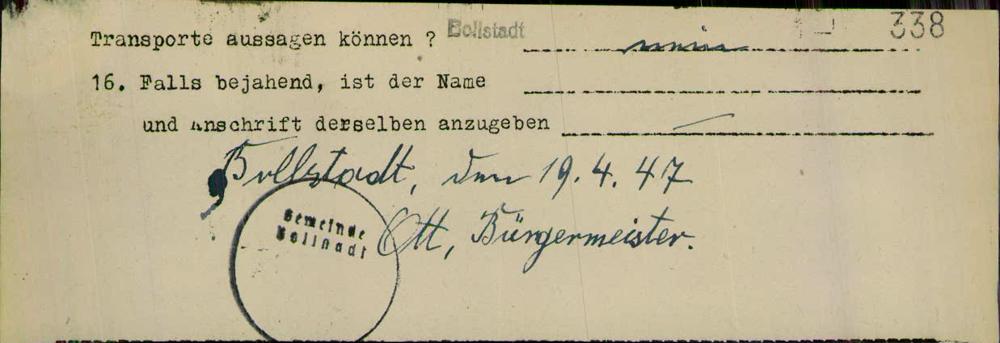 Transporte aussagen können ? Bollstadt nein 338
16. Falls bejahend, ist der Name
und Anschrift derselben anzugeben —
Bollstadt, den 19.4.47
Gemeinde
Bollstadt
Ott, Bürgermeister.